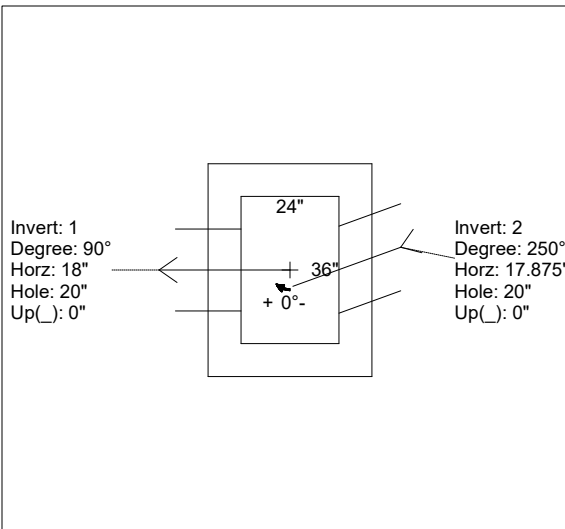 Invert: 1
Degree: 90°
Horz: 18"
Hole: 20"
Up(_): 0"
24"
36"
+ 0°-
Invert: 2
Degree: 250°
Horz: 17.875"
Hole: 20"
Up(_): 0"